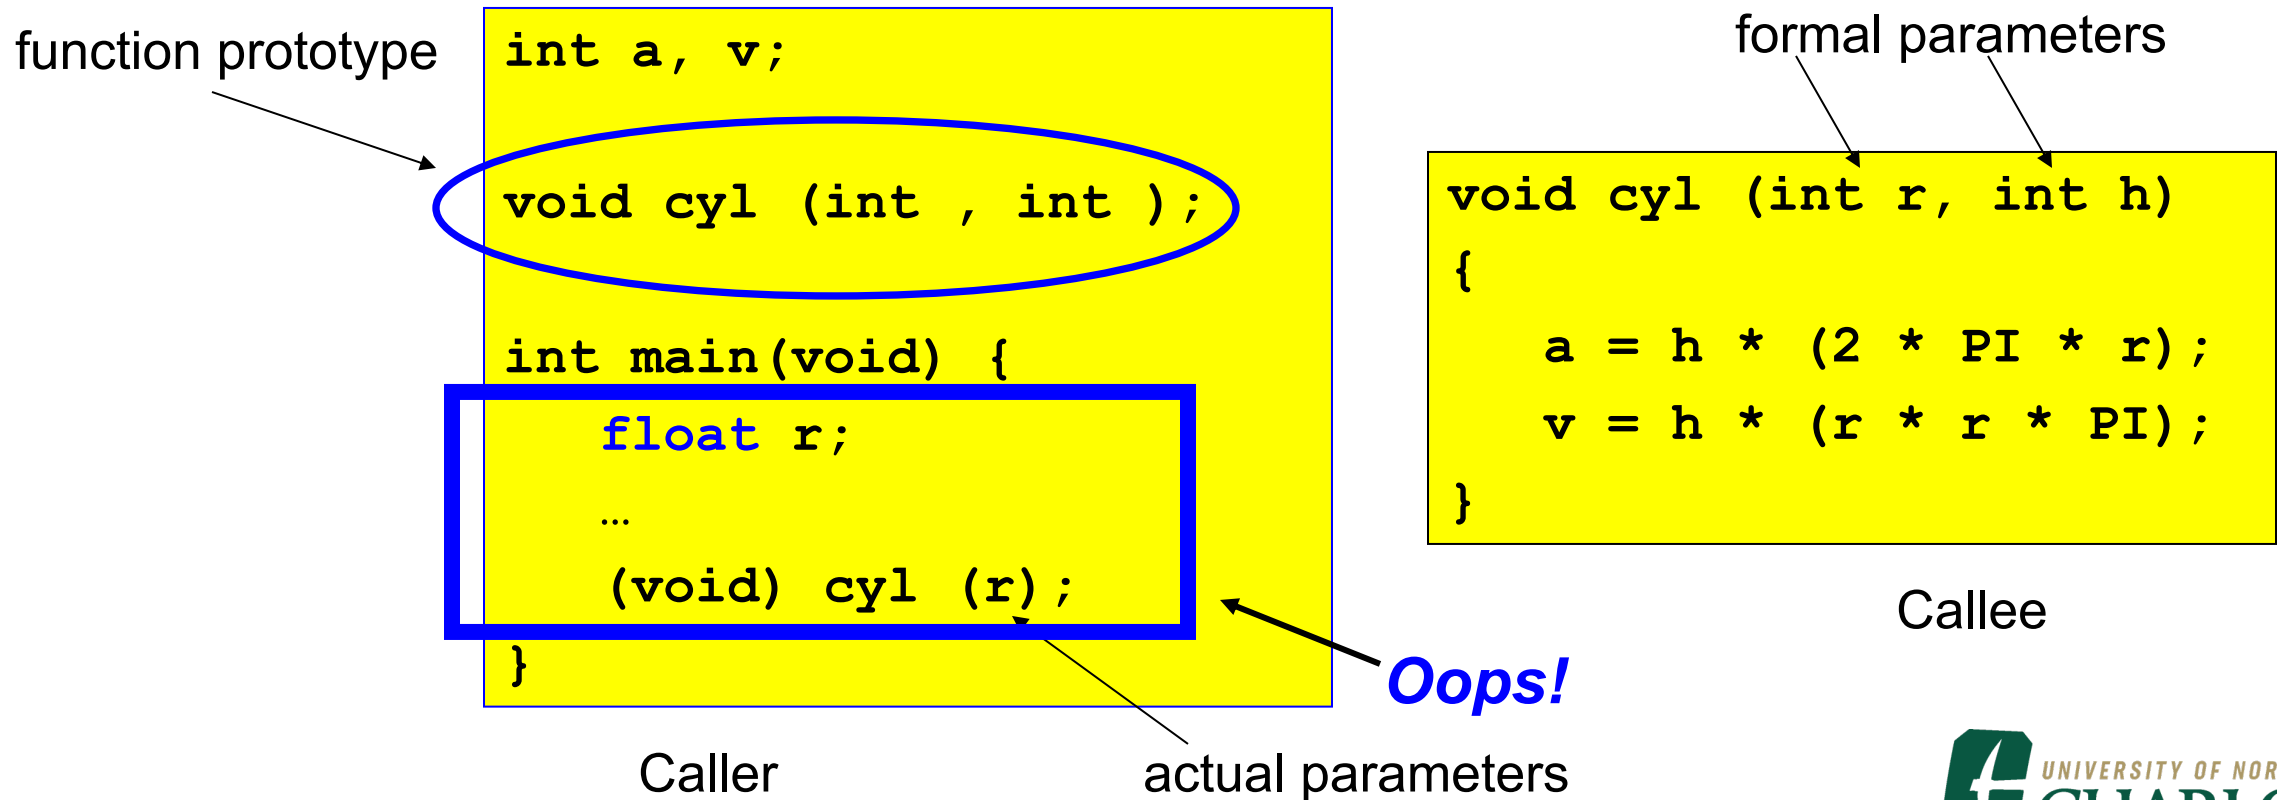 function prototype
int a, v;
void cyl (int , int );
int main(void) {
float r;
…
(void) cyl (r);
}
Caller
formal parameters
void cyl (int r, int h)
{
a = h * (2 * PI * r);
v = h * (r * r * PI);
}
Callee
Oops!
actual parameters
UNIVERSITY OF NOR